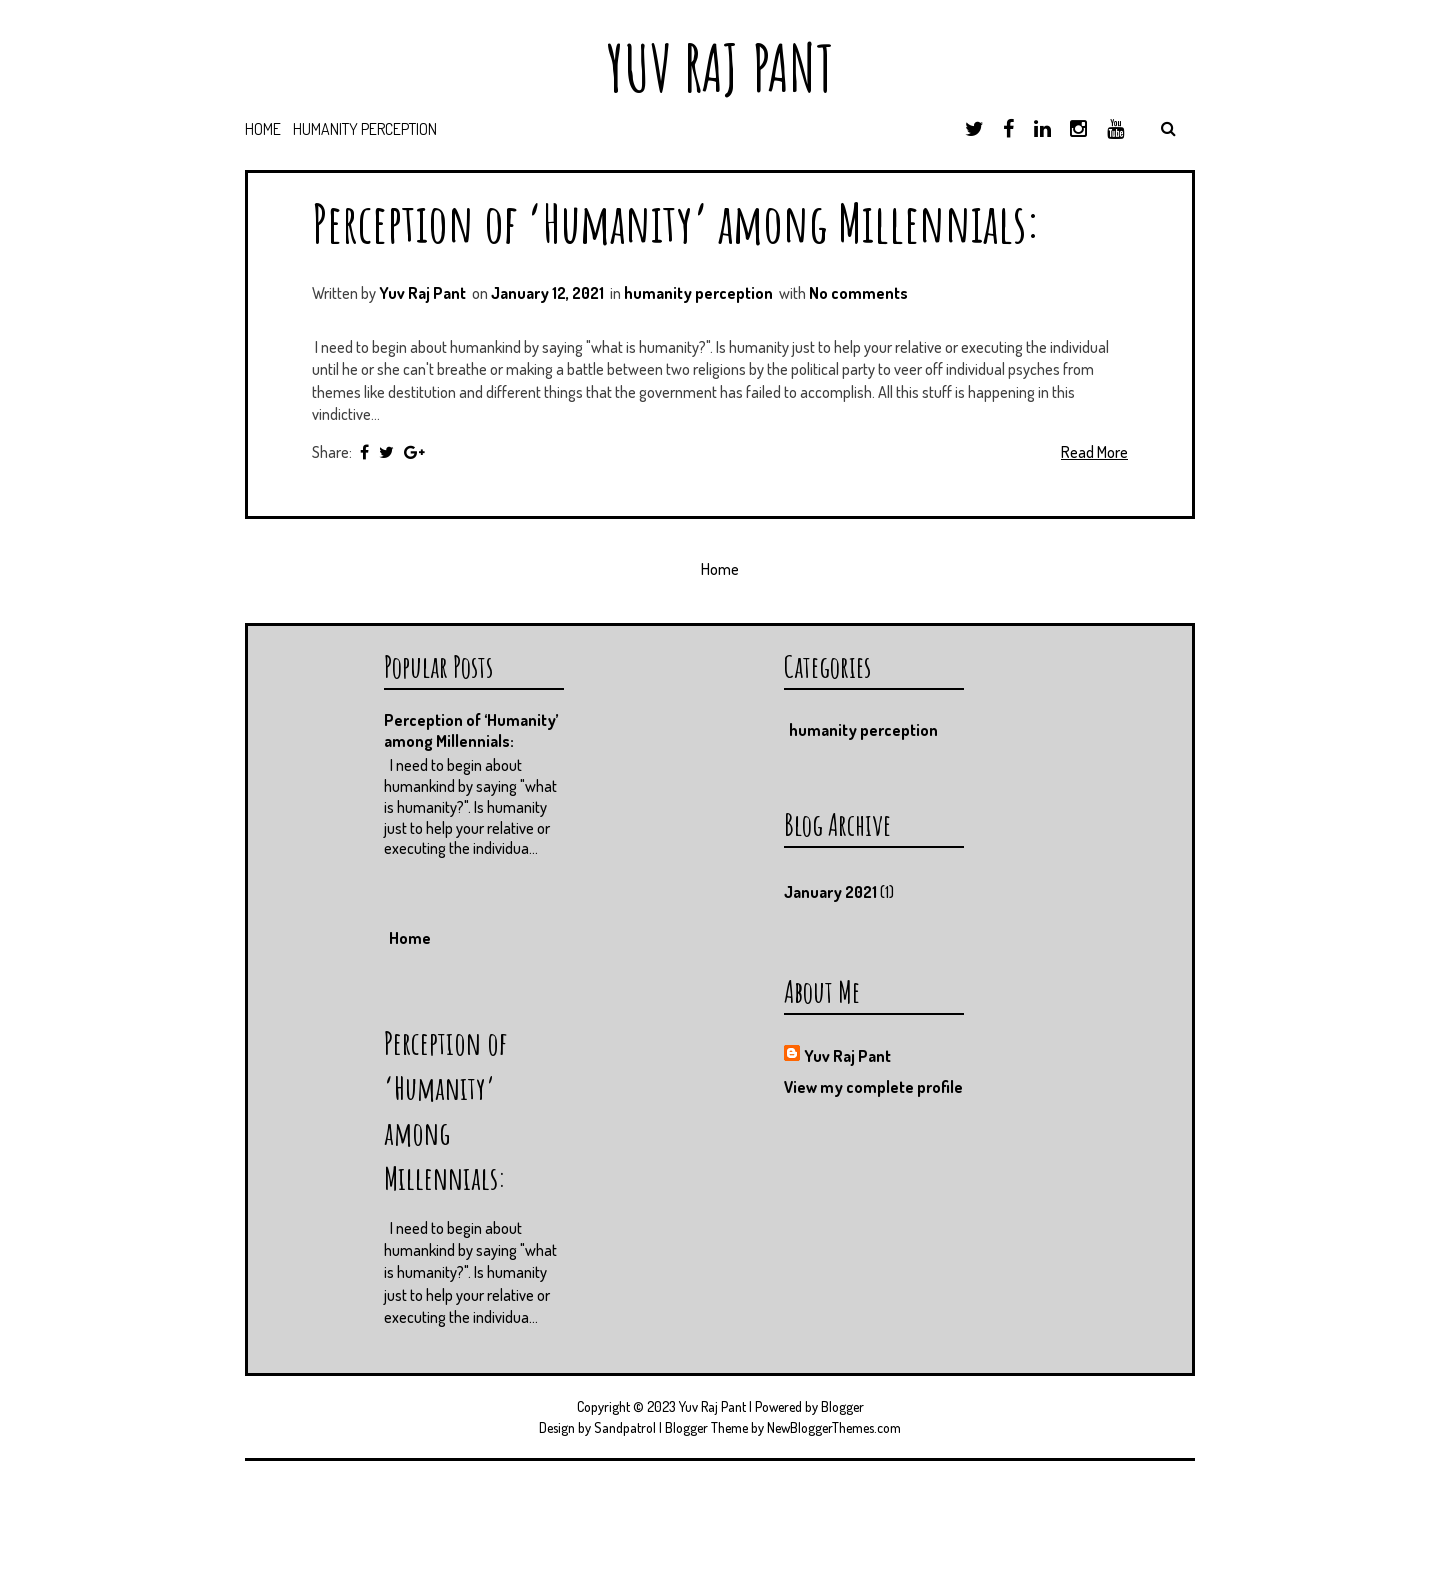 YUV RAJ PANT
HOME HUMANITY PERCEPTION
Perception of ‘Humanity’ among Millennials:
Written by Yuv Raj Pant on January 12, 2021 in humanity perception with No comments
I need to begin about humankind by saying "what is humanity?". Is humanity just to help your relative or executing the individual
until he or she can't breathe or making a battle between two religions by the political party to veer off individual psyches from
themes like destitution and different things that the government has failed to accomplish. All this stuff is happening in this
vindictive...
Share: Read More
Home
Popular Posts
Perception of ‘Humanity’
among Millennials:
I need to begin about
humankind by saying "what
is humanity?". Is humanity
just to help your relative or
executing the individua...
Home
Perception of
‘Humanity’
among
Millennials:
I need to begin about
humankind by saying "what
is humanity?". Is humanity
just to help your relative or
executing the individua...
Categories
humanity perception
Blog Archive
January 2021 (1)
About Me
Yuv Raj Pant
View my complete profile
Copyright © 2023 Yuv Raj Pant | Powered by Blogger
Design by Sandpatrol | Blogger Theme by NewBloggerThemes.com